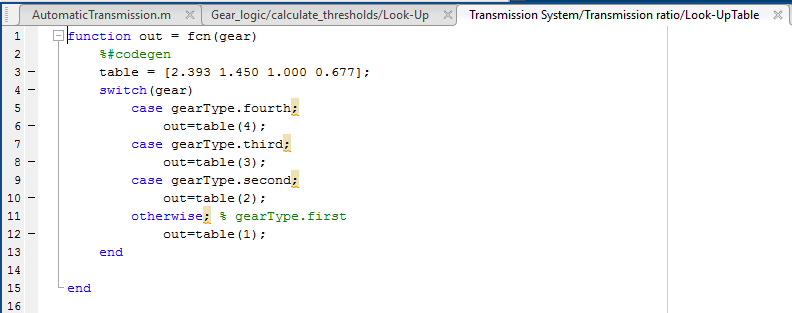 AutomaticTransmission.m Gear_logic/calculate_thresholds/Look-Up Transmission System/Transmission ratio/Look-UpTable
1 function out = fcn(gear)
2 %#codegen
3 table = [2.393 1.450 1.000 0.677];
4 switch(gear)
5 case gearType.fourth;
6 out=table(4);
7 case gearType.third;
8 out=table(3);
9 case gearType.second;
10 out=table(2);
11 otherwise; % gearType.first
12 out=table(1);
13 end
14
15 end
16